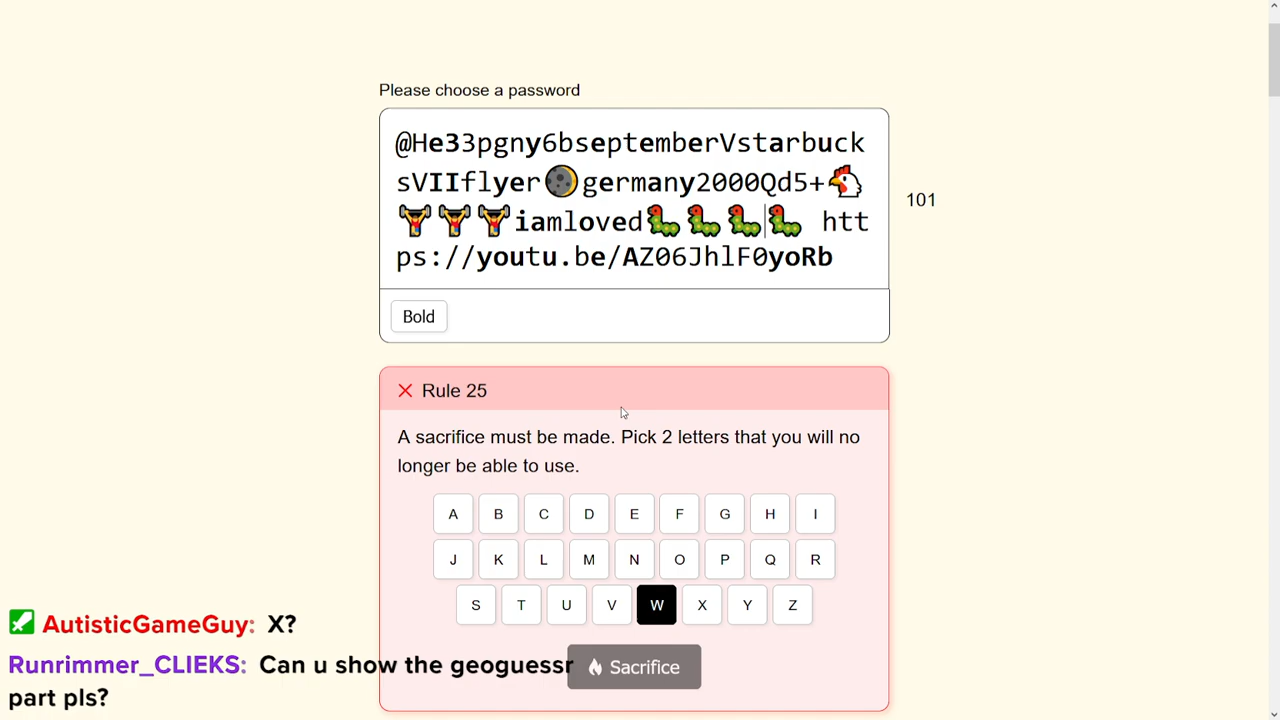 Please choose a password
@He33pgny6bseptemberVstarbuck
sVIIflyer🌘germany2000Qd5+🐔
🏋️🏋️🏋️iamloved🐛🐛🐛🐛 htt
ps://youtu.be/AZ06JhlF0yoRb
101
Bold
Rule 25
A sacrifice must be made. Pick 2 letters that you will no
longer be able to use.
A B C D E F G H I
J K L M N O P Q R
S T U V W X Y Z
Sacrifice
AutisticGameGuy: X?
Runrimmer_CLIEKS: Can u show the geoguessr
part pls?